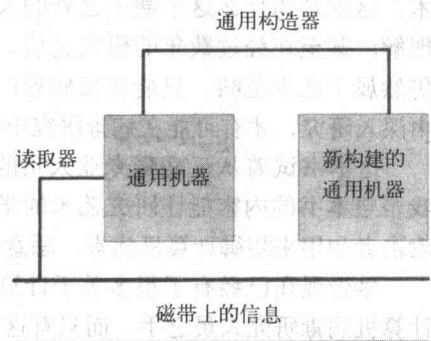 通用构造器
读取器
通用机器
新构建的
通用机器
磁带上的信息